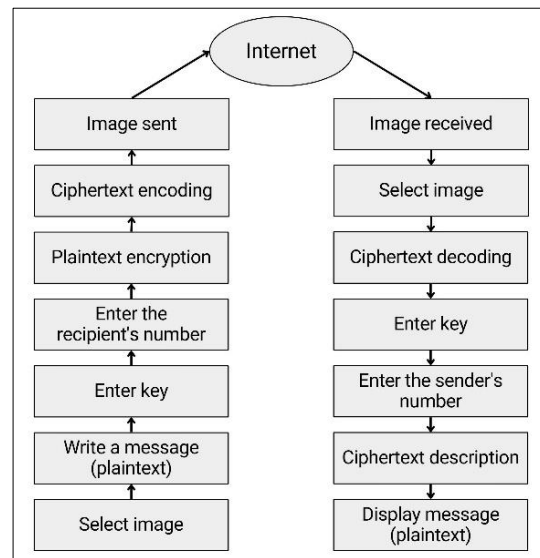 Internet
Image sent
Ciphertext encoding
Plaintext encryption
Enter the
recipient's number
Enter key
Write a message
(plaintext)
Select image
Image received
Select image
Ciphertext decoding
Enter key
Enter the sender's
number
Ciphertext description
Display message
(plaintext)